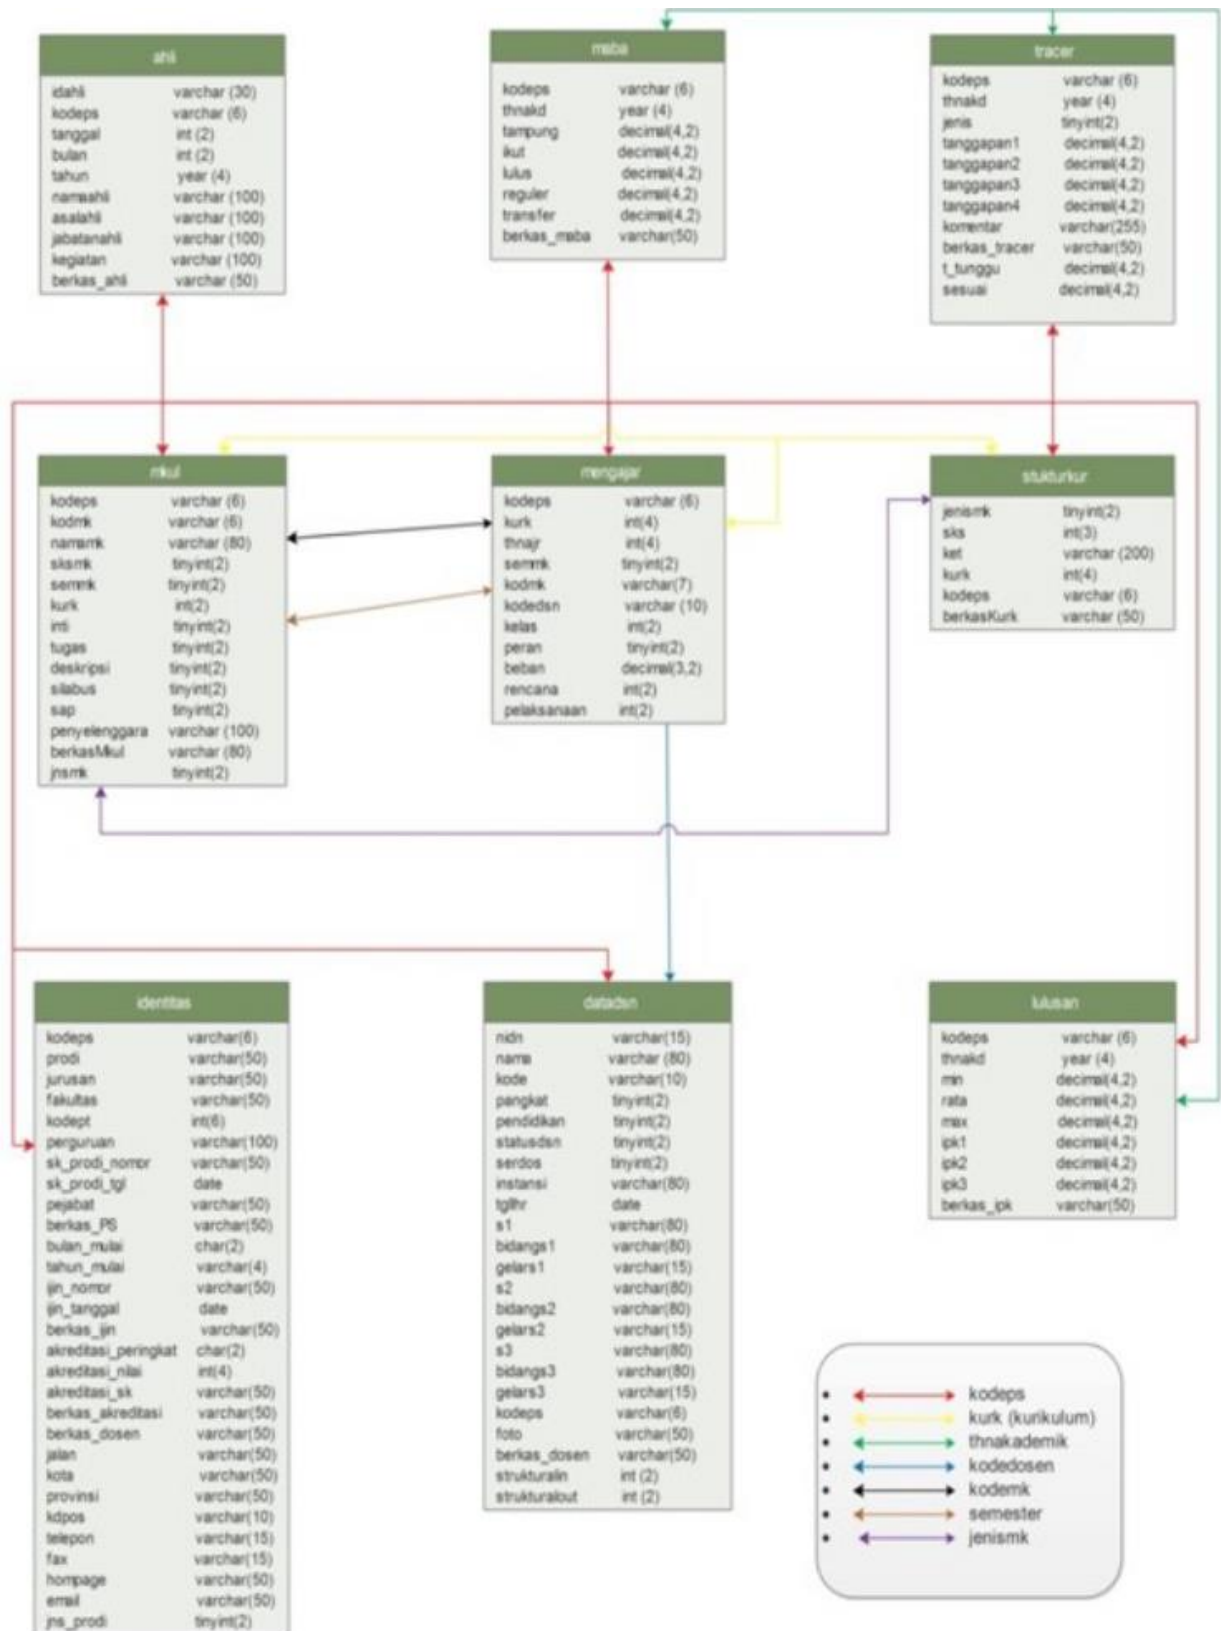 ahli
idahli varchar (30)
kodeps varchar (6)
tanggal int (2)
bulan int (2)
tahun year (4)
namaahli varchar (100)
asalahli varchar (100)
jabatanahli varchar (100)
kegiatan varchar (100)
berkas_ahli varchar (50)
maba
kodeps varchar (6)
thnakd year (4)
tampung decimal(4,2)
ikut decimal(4,2)
lulus decimal(4,2)
reguler decimal(4,2)
transfer decimal(4,2)
berkas_maba varchar(50)
tracer
kodeps varchar (6)
thnakd year (4)
jenis tinyint(2)
tanggapan1 decimal(4,2)
tanggapan2 decimal(4,2)
tanggapan3 decimal(4,2)
tanggapan4 decimal(4,2)
komentar varchar(255)
berkas_tracer varchar(50)
t_tunggu decimal(4,2)
sesuai decimal(4,2)
mkul
kodeps varchar (6)
kodmk varchar (6)
namamk varchar (80)
sksmk tinyint(2)
semmk tinyint(2)
kurk int(2)
inti tinyint(2)
tugas tinyint(2)
deskripsi tinyint(2)
silabus tinyint(2)
sap tinyint(2)
penyelenggara varchar (100)
berkasMkul varchar (80)
jnsmk tinyint(2)
mengajar
kodeps varchar (6)
kurk int(4)
thnajr int(4)
semmk tinyint(2)
kodmk varchar(7)
kodedsn varchar (10)
kelas int(2)
peran tinyint(2)
beban decimal(3,2)
rencana int(2)
pelaksanaan int(2)
stukturkur
jenismk tinyint(2)
sks int(3)
ket varchar (200)
kurk int(4)
kodeps varchar (6)
berkasKurk varchar (50)
identitas
kodeps varchar(6)
prodi varchar(50)
jurusan varchar(50)
fakultas varchar(50)
kodept int(6)
perguruan varchar(100)
sk_prodi_nomor varchar(50)
sk_prodi_tgl date
pejabat varchar(50)
berkas_PS varchar(50)
bulan_mulai char(2)
tahun_mulai varchar(4)
ijin_nomor varchar(50)
ijin_tanggal date
berkas_ijin varchar(50)
akreditasi_peringkat char(2)
akreditasi_nilai int(4)
akreditasi_sk varchar(50)
berkas_akreditasi varchar(50)
berkas_dosen varchar(50)
jalan varchar(50)
kota varchar(50)
provinsi varchar(50)
kdpos varchar(10)
telepon varchar(15)
fax varchar(15)
hompage varchar(50)
email varchar(50)
jns_prodi tinyint(2)
datadsn
nidn varchar(15)
nama varchar (80)
kode varchar(10)
pangkat tinyint(2)
pendidikan tinyint(2)
statusdsn tinyint(2)
serdos tinyint(2)
instansi varchar(80)
tgllhr date
s1 varchar(80)
bidangs1 varchar(80)
gelars1 varchar(15)
s2 varchar(80)
bidangs2 varchar(80)
gelars2 varchar(15)
s3 varchar(80)
bidangs3 varchar(80)
gelars3 varchar(15)
kodeps varchar(6)
foto varchar(50)
berkas_dosen varchar(50)
strukturalin int (2)
strukturalout int (2)
lulusan
kodeps varchar (6)
thnakd year (4)
min decimal(4,2)
rata decimal(4,2)
max decimal(4,2)
ipk1 decimal(4,2)
ipk2 decimal(4,2)
ipk3 decimal(4,2)
berkas_ipk varchar(50)
kodeps
kurk (kurikulum)
thnakademik
kodedosen
kodemk
semester
jenismk